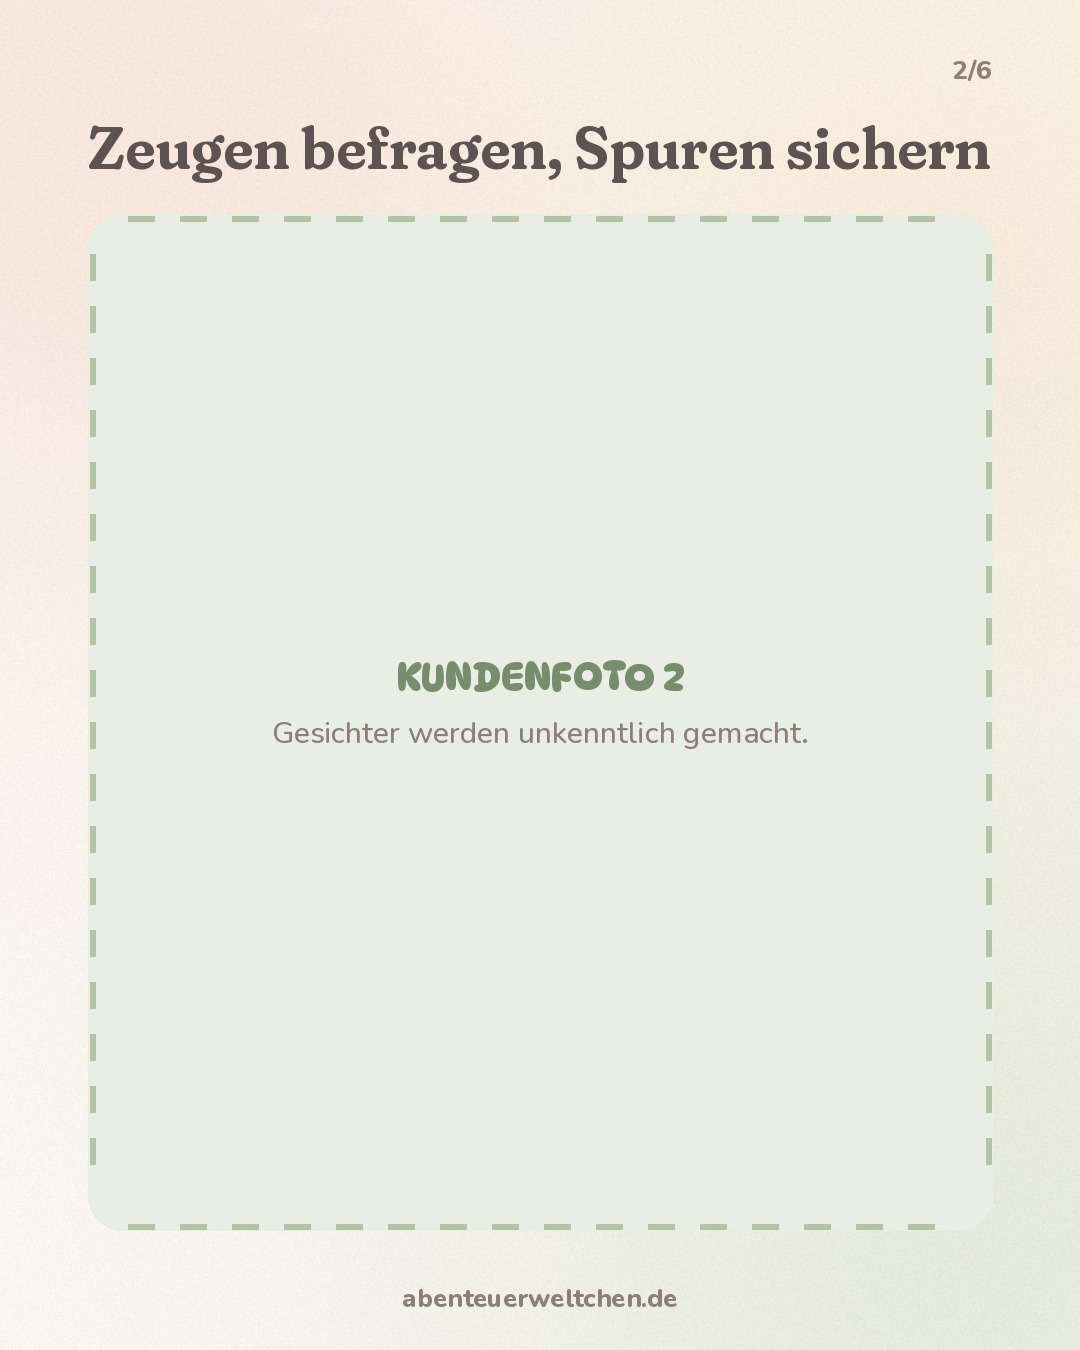 2/6
Zeugen befragen, Spuren sichern
KUNDENFOTO 2
Gesichter werden unkenntlich gemacht.
abenteuerweltchen.de